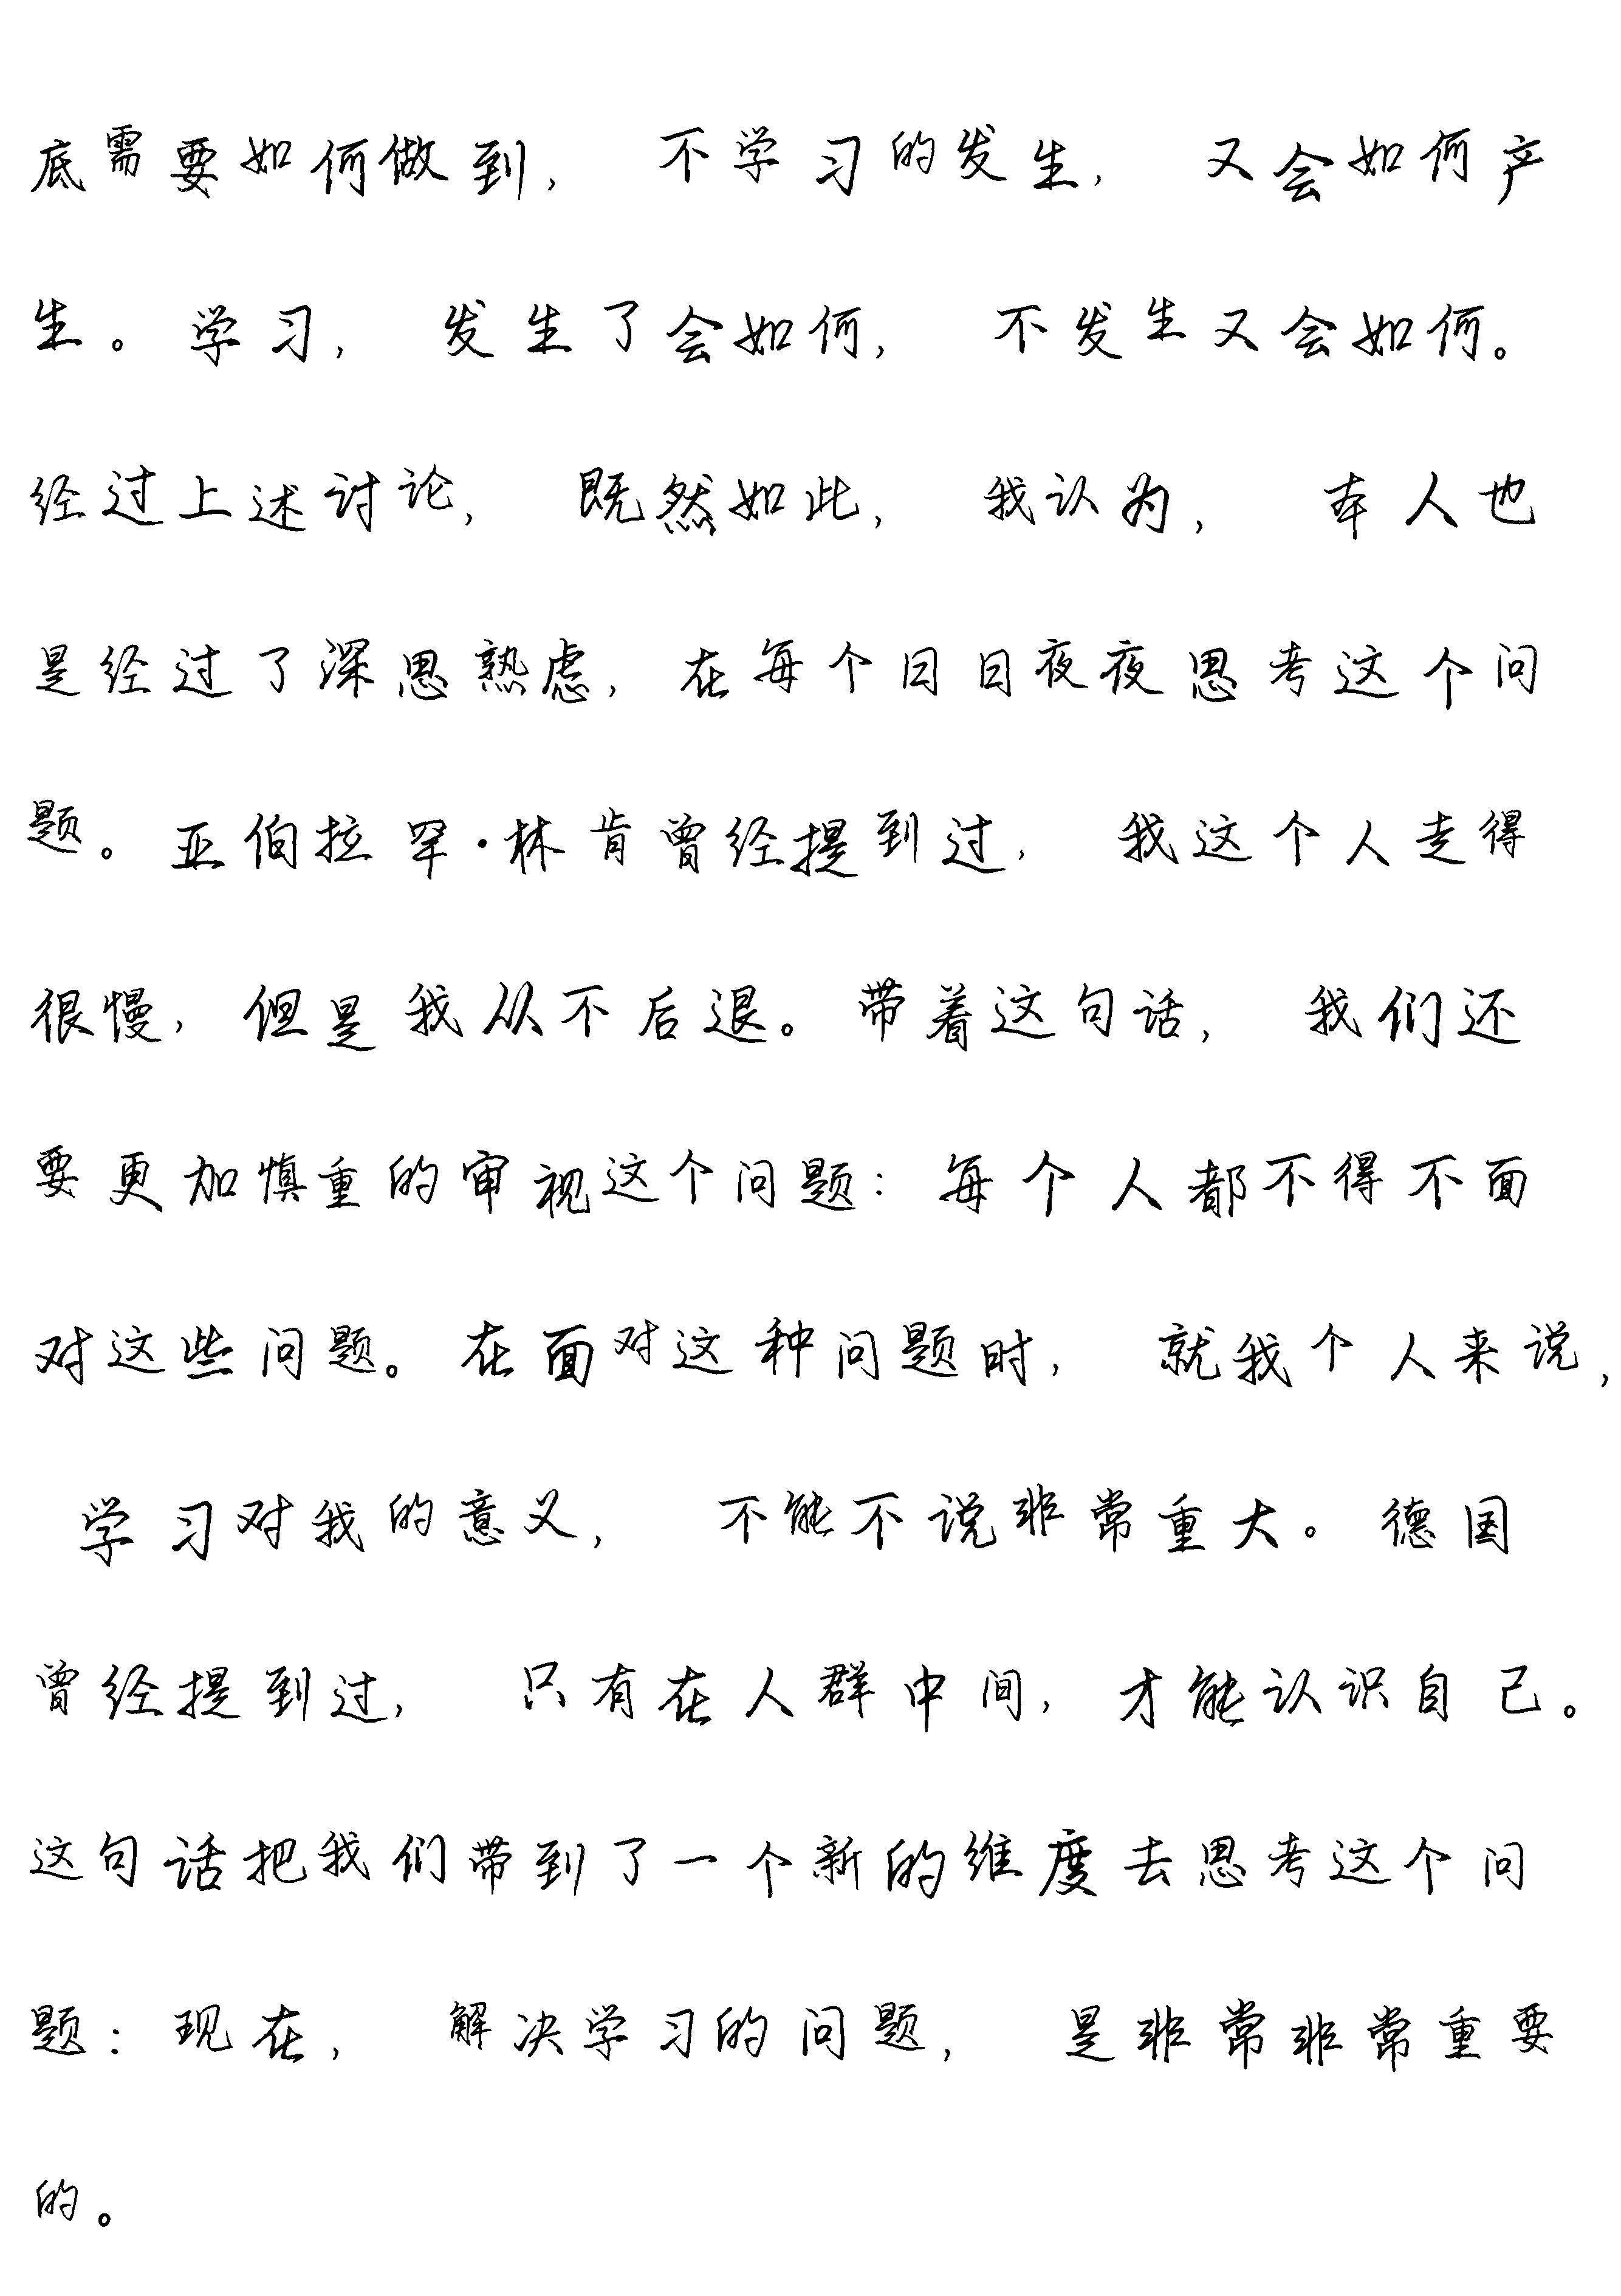 底需要如何做到， 不学习的发生， 又会如何产
生。学习， 发生了会如何， 不发生又会如何。
经过上述讨论， 既然如此， 我认为， 本人也
是经过了深思熟虑，在每个日日夜夜思考这个问
题。亚伯拉罕·林肯曾经提到过， 我这个人走得
很慢，但是我从不后退。带着这句话， 我们还
要更加慎重的审视这个问题：每个人都不得不面
对这些问题。在面对这种问题时， 就我个人来说，
学习对我的意义， 不能不说非常重大。德国
曾经提到过， 只有在人群中间，才能认识自己。
这句话把我们带到了一个新的维度去思考这个问
题：现在， 解决学习的问题， 是非常非常重要
的。